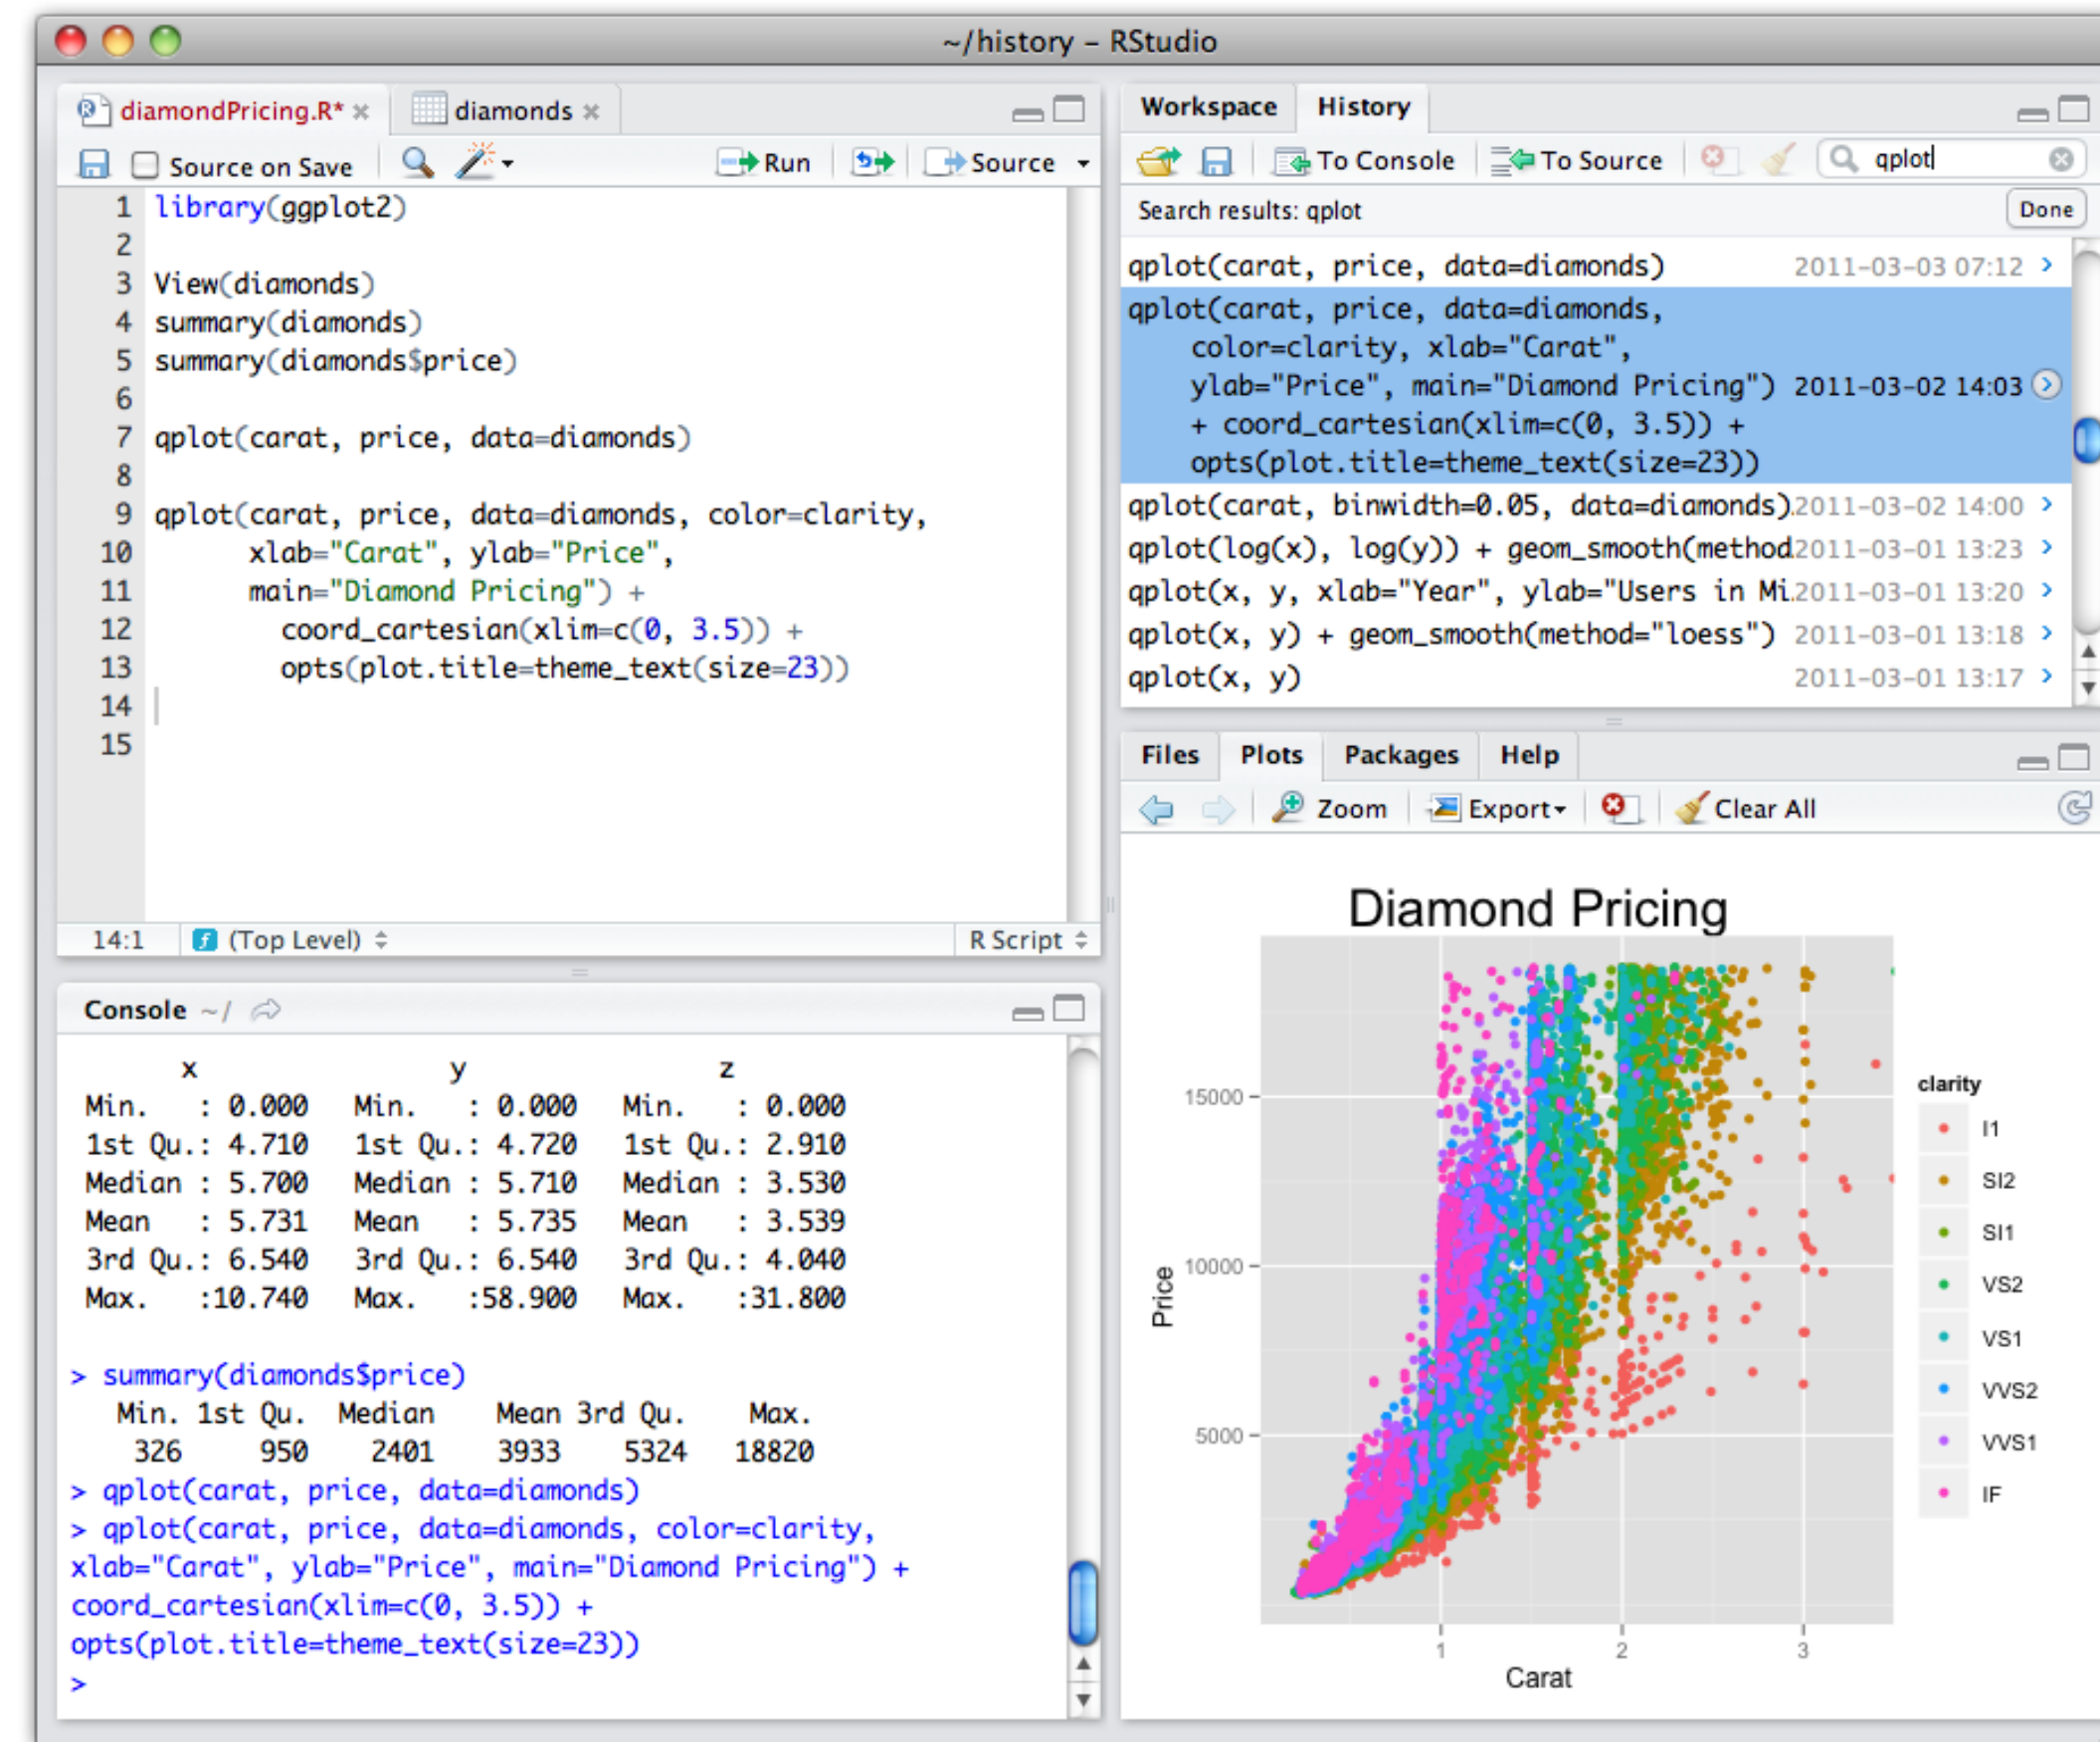 ~/history – RStudio
diamondPricing.R*
diamonds
Source on Save
Run
Source
1 library(ggplot2)
2
3 View(diamonds)
4 summary(diamonds)
5 summary(diamonds$price)
6
7 qplot(carat, price, data=diamonds)
8
9 qplot(carat, price, data=diamonds, color=clarity,
10 xlab="Carat", ylab="Price",
11 main="Diamond Pricing") +
12 coord_cartesian(xlim=c(0, 3.5)) +
13 opts(plot.title=theme_text(size=23))
14
15
14:1 (Top Level) R Script
Console ~/
x y z
Min. : 0.000 Min. : 0.000 Min. : 0.000
1st Qu.: 4.710 1st Qu.: 4.720 1st Qu.: 2.910
Median : 5.700 Median : 5.710 Median : 3.530
Mean : 5.731 Mean : 5.735 Mean : 3.539
3rd Qu.: 6.540 3rd Qu.: 6.540 3rd Qu.: 4.040
Max. :10.740 Max. :58.900 Max. :31.800
> summary(diamonds$price)
Min. 1st Qu. Median Mean 3rd Qu. Max.
326 950 2401 3933 5324 18820
> qplot(carat, price, data=diamonds)
> qplot(carat, price, data=diamonds, color=clarity,
xlab="Carat", ylab="Price", main="Diamond Pricing") +
coord_cartesian(xlim=c(0, 3.5)) +
opts(plot.title=theme_text(size=23))
>
Workspace History
To Console To Source qplot
Search results: qplot Done
qplot(carat, price, data=diamonds) 2011-03-03 07:12
qplot(carat, price, data=diamonds,
color=clarity, xlab="Carat",
ylab="Price", main="Diamond Pricing") 2011-03-02 14:03
+ coord_cartesian(xlim=c(0, 3.5)) +
opts(plot.title=theme_text(size=23))
qplot(carat, binwidth=0.05, data=diamonds) 2011-03-02 14:00
qplot(log(x), log(y)) + geom_smooth(method 2011-03-01 13:23
qplot(x, y, xlab="Year", ylab="Users in Mi 2011-03-01 13:20
qplot(x, y) + geom_smooth(method="loess") 2011-03-01 13:18
qplot(x, y) 2011-03-01 13:17
Files Plots Packages Help
Zoom Export Clear All
Diamond Pricing
15000
10000
5000
Price
1 2 3
Carat
clarity
I1
SI2
SI1
VS2
VS1
VVS2
VVS1
IF